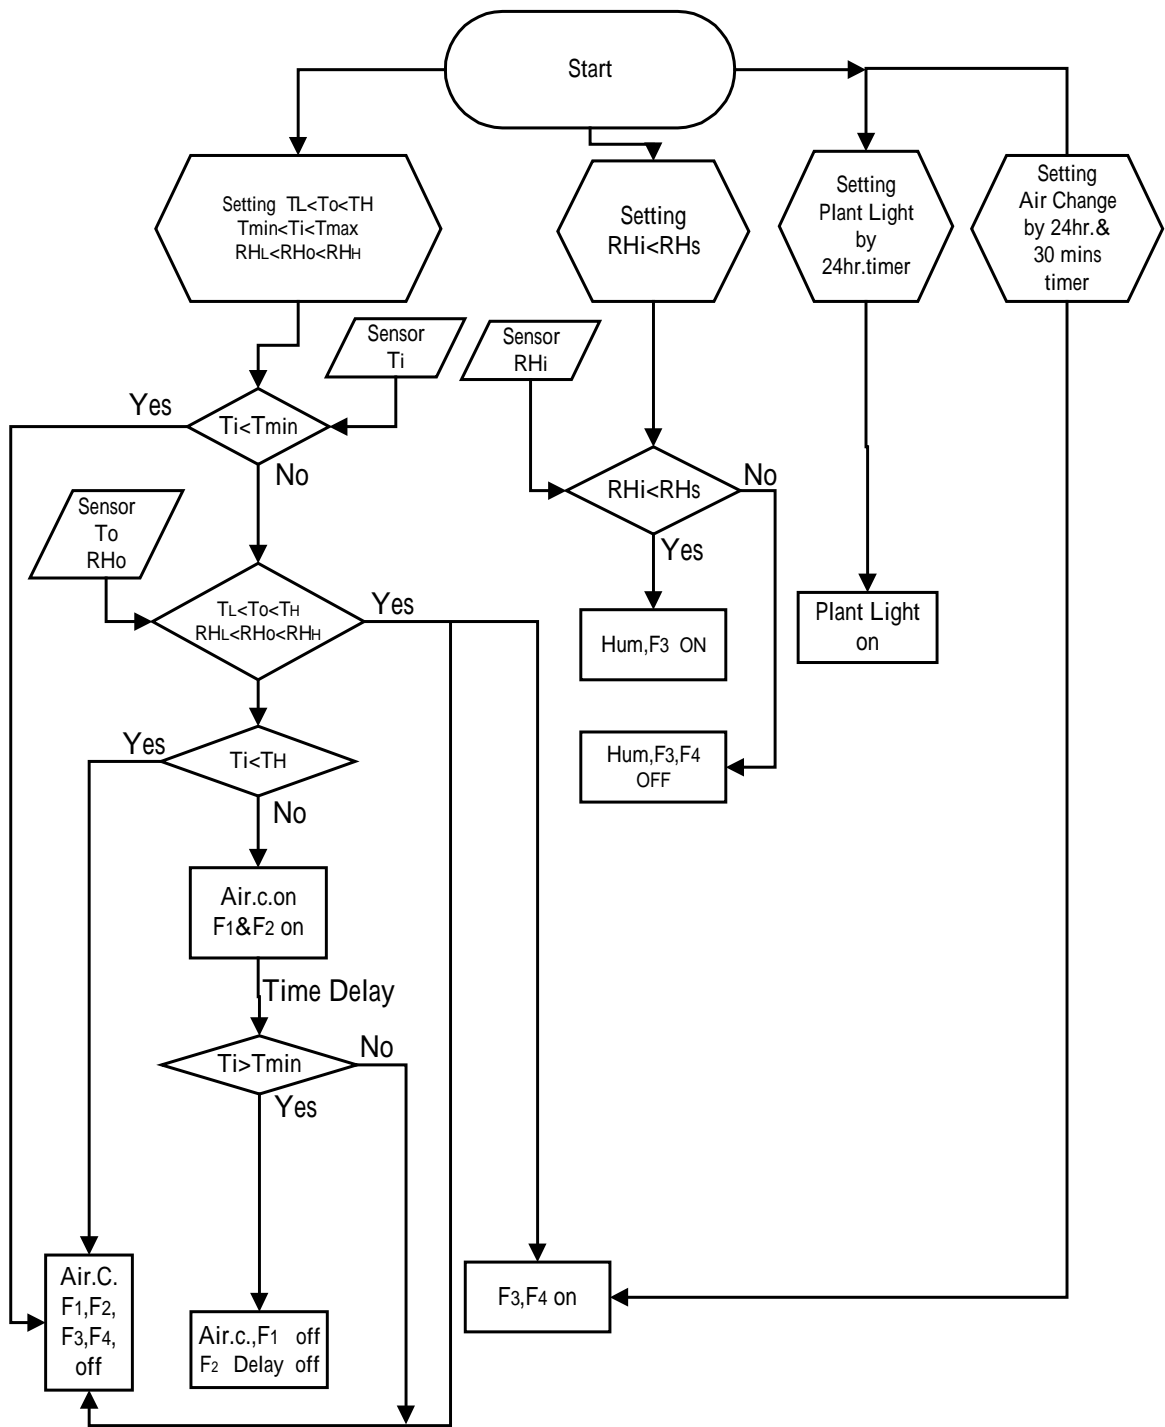 Start
Setting TL<To<TH
Tmin<Ti<Tmax
RHL<RHo<RHH
Setting
RHi<RHs
Setting
Plant Light
by
24hr.timer
Setting
Air Change
by 24hr.&
30 mins
timer
Sensor
Ti
Sensor
RHi
Yes
Ti<Tmin
No
RHi<RHs
No
Yes
Sensor
To
RHo
TL<To<TH
RHL<RHo<RHH
Yes
Hum,F3 ON
Plant Light
on
Yes
Ti<TH
No
Hum,F3,F4
OFF
Air.c.on
F1&F2 on
Time Delay
Ti>Tmin
No
Yes
Air.C.
F1,F2,
F3,F4,
off
Air.c.,F1 off
F2 Delay off
F3,F4 on